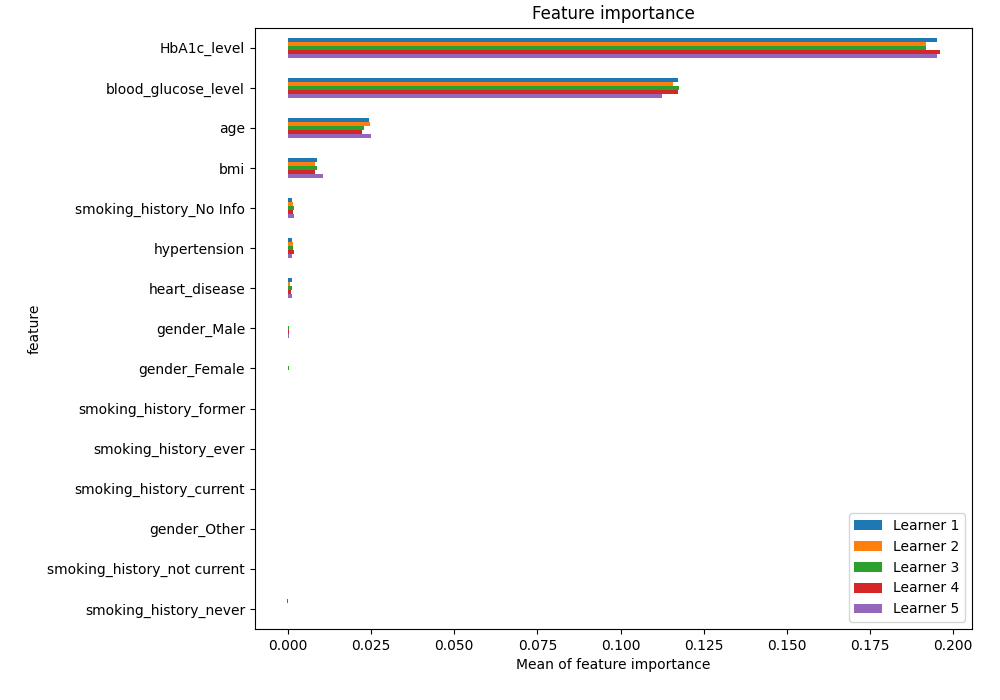 Feature importance
HbA1c_level
blood_glucose_level
age
bmi
smoking_history_No Info
hypertension
heart_disease
gender_Male
gender_Female
smoking_history_former
smoking_history_ever
smoking_history_current
gender_Other
smoking_history_not current
smoking_history_never
feature
Learner 1
Learner 2
Learner 3
Learner 4
Learner 5
0.000 0.025 0.050 0.075 0.100 0.125 0.150 0.175 0.200
Mean of feature importance